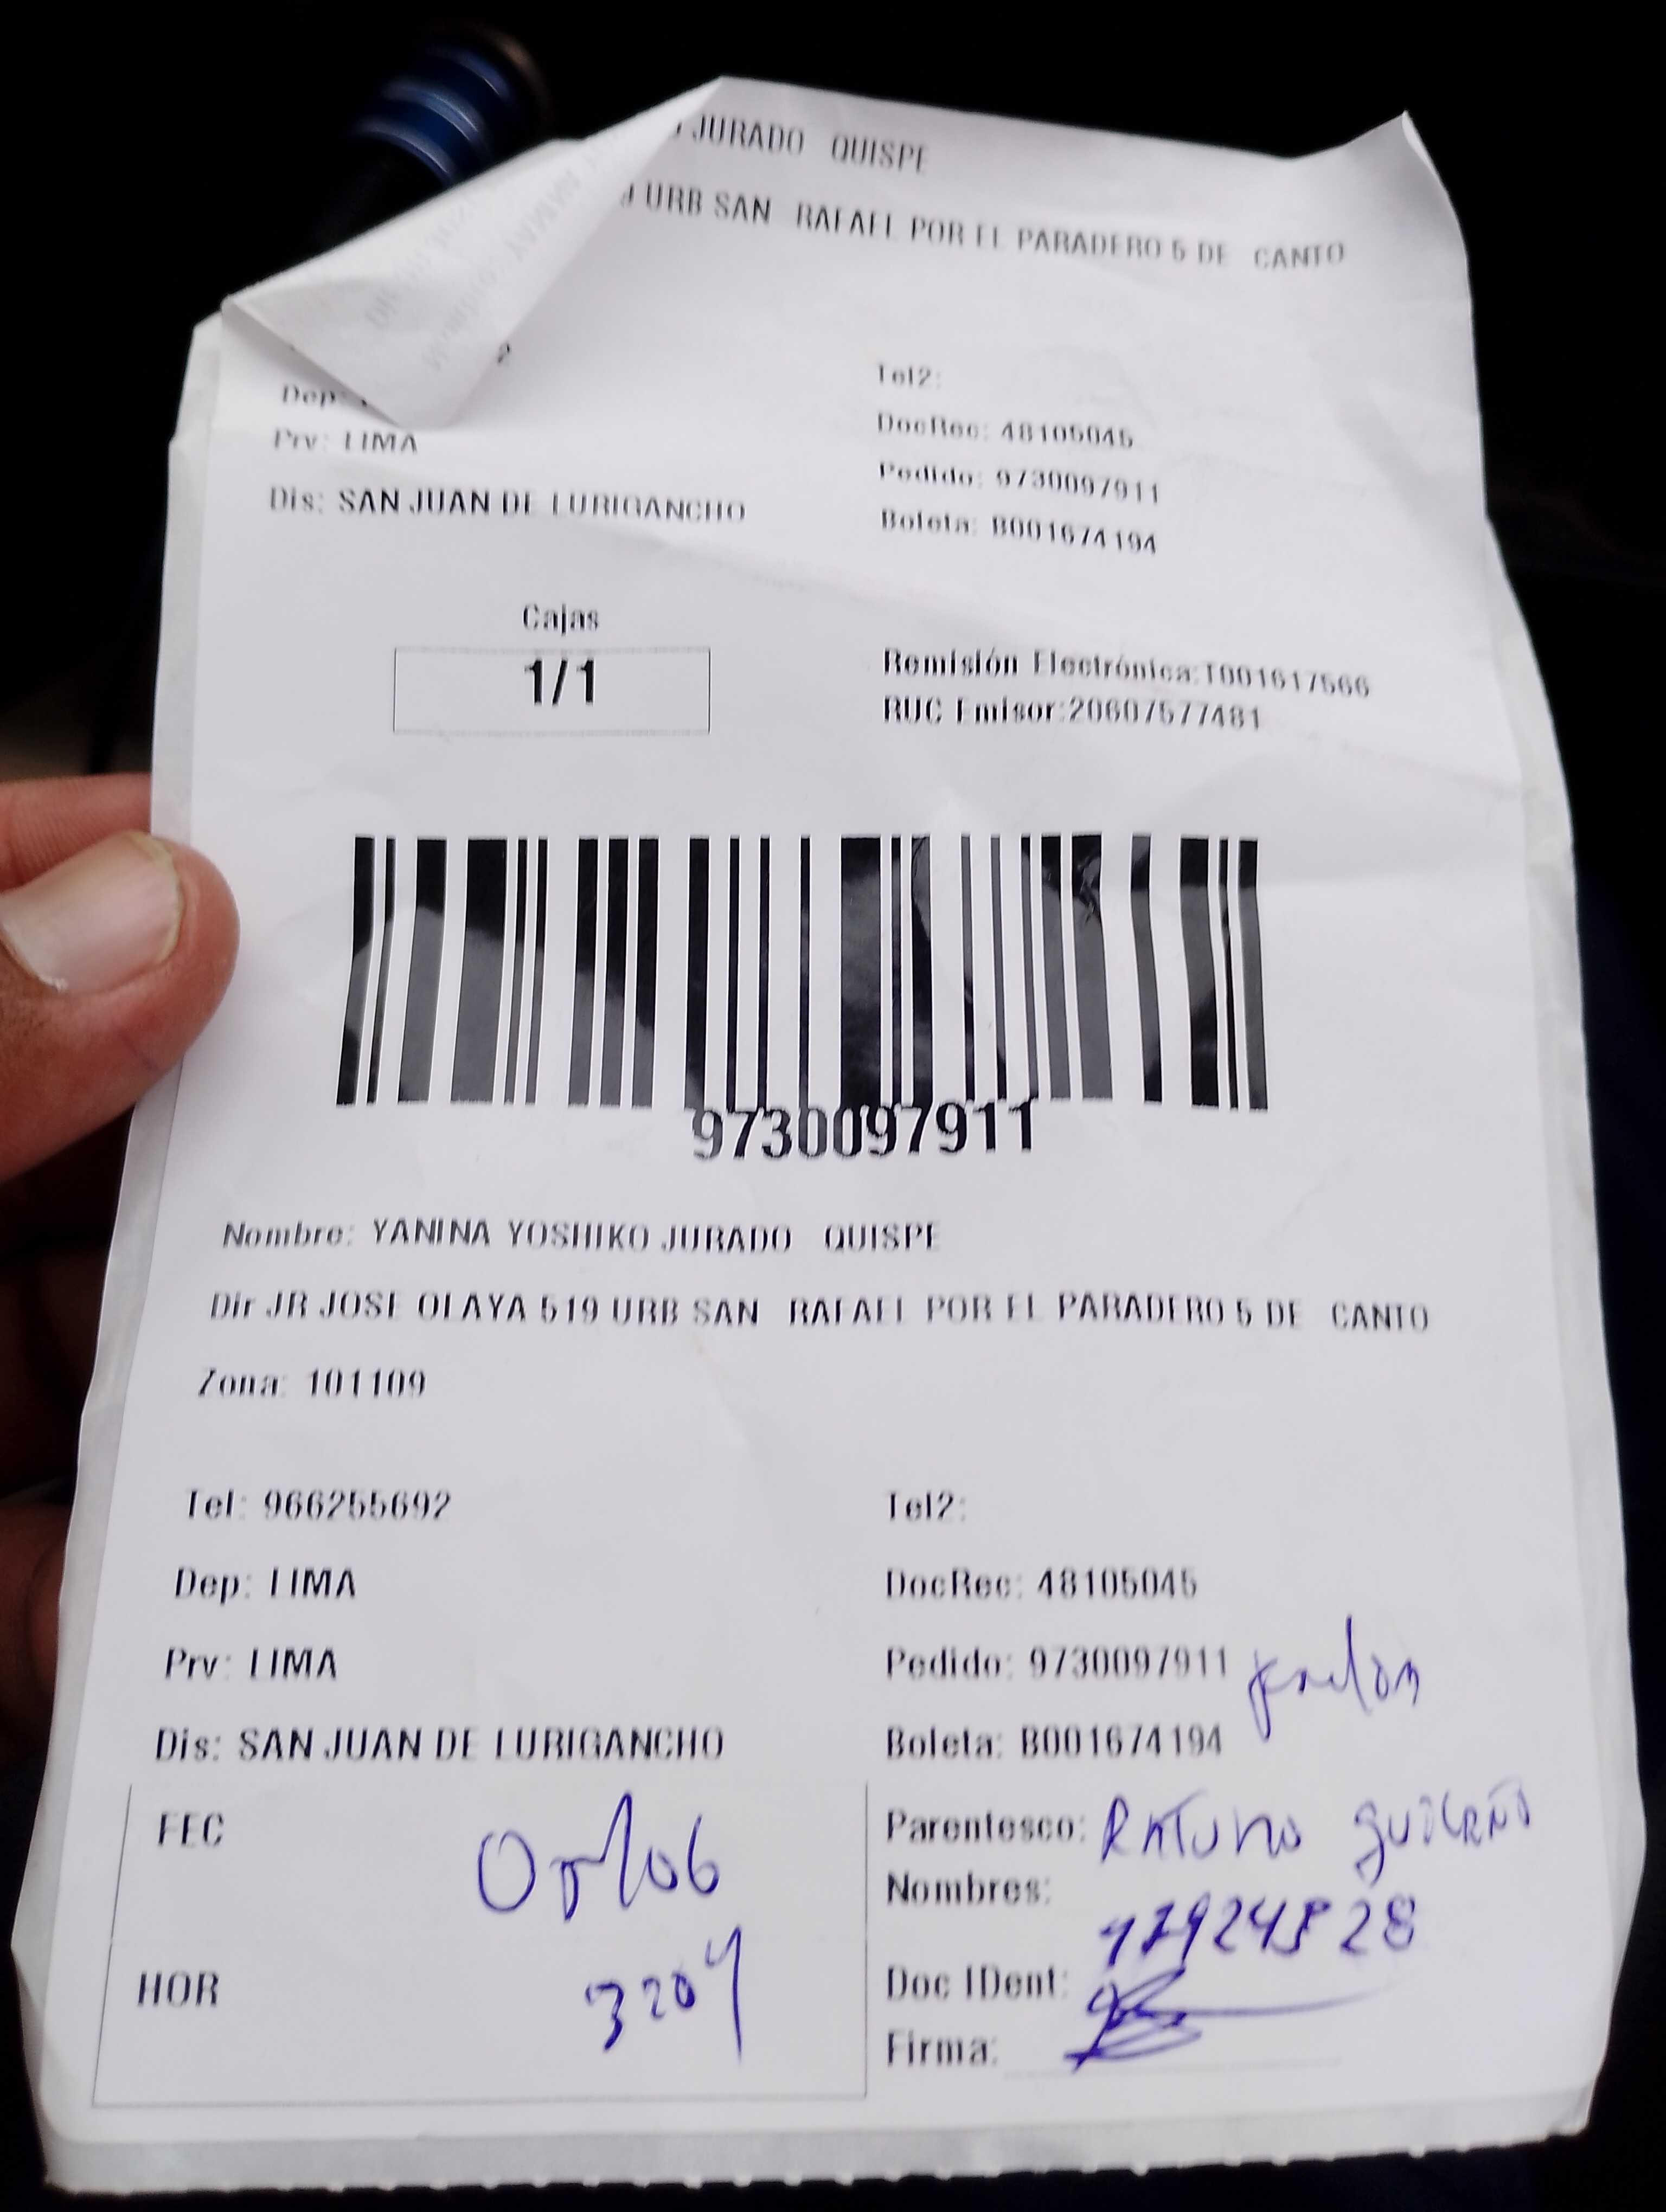 JURADO QUISPE
URB SAN RAFAEL POR EL PARADERO 5 DE CANTO
2
Tel2:
Dep:
DocRec: 48105045
Prv: LIMA
Pedido: 9730097911
Dis: SAN JUAN DE LURIGANCHO
Boleta: B001674194
Cajas
1/1
Remisión Electrónica:T001617566
RUC Emisor:20607577481
9730097911
Nombre: YANINA YOSHIKO JURADO QUISPE
Dir JR JOSE OLAYA 519 URB SAN RAFAEL POR EL PARADERO 5 DE CANTO
Zona: 101109
Tel: 966255692
Tel2:
Dep: LIMA
DocRec: 48105045
Prv: LIMA
Pedido: 9730097911
Dis: SAN JUAN DE LURIGANCHO
Boleta: B001674194
FEC
Parentesco:
Nombres:
HOR
Doc IDent:
Firma: